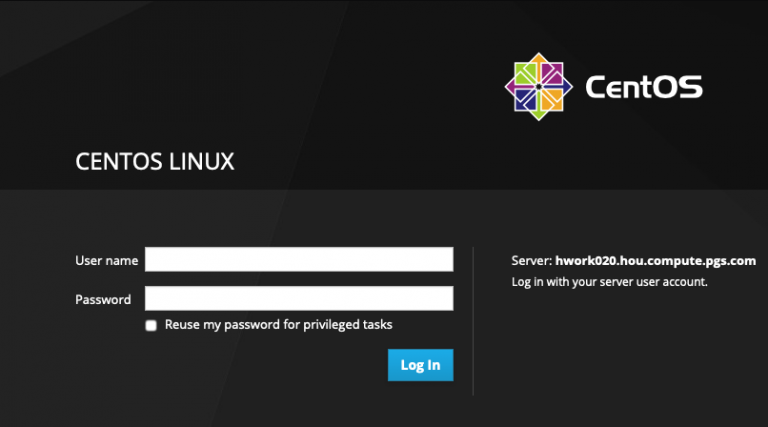 CentOS
CENTOS LINUX
User name
Server: hwork020.hou.compute.pgs.com
Log in with your server user account.
Password
Reuse my password for privileged tasks
Log In